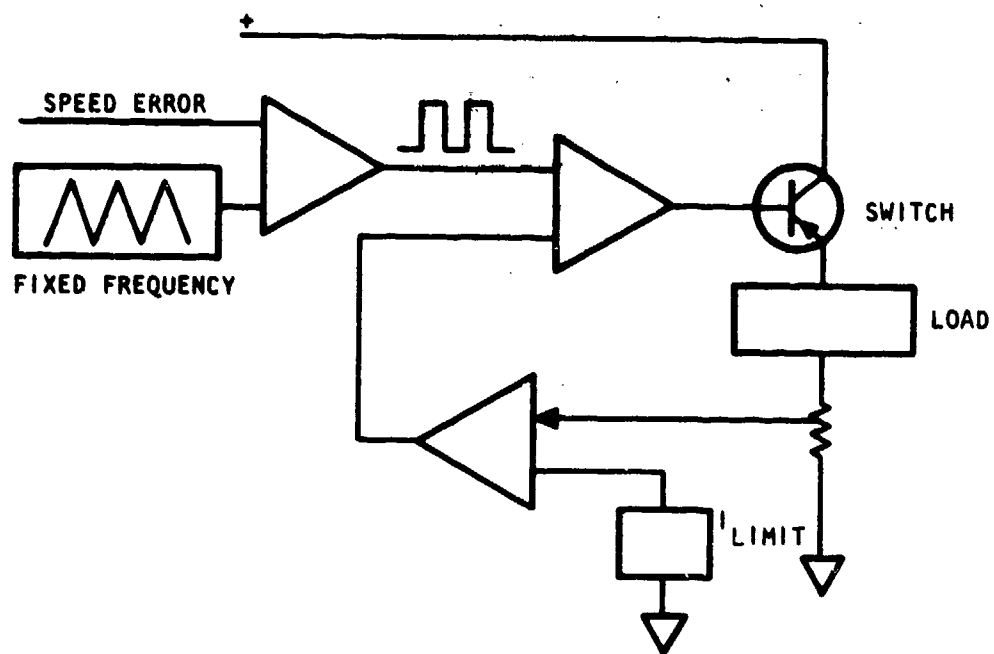 +
SPEED ERROR
FIXED FREQUENCY
SWITCH
LOAD
I LIMIT